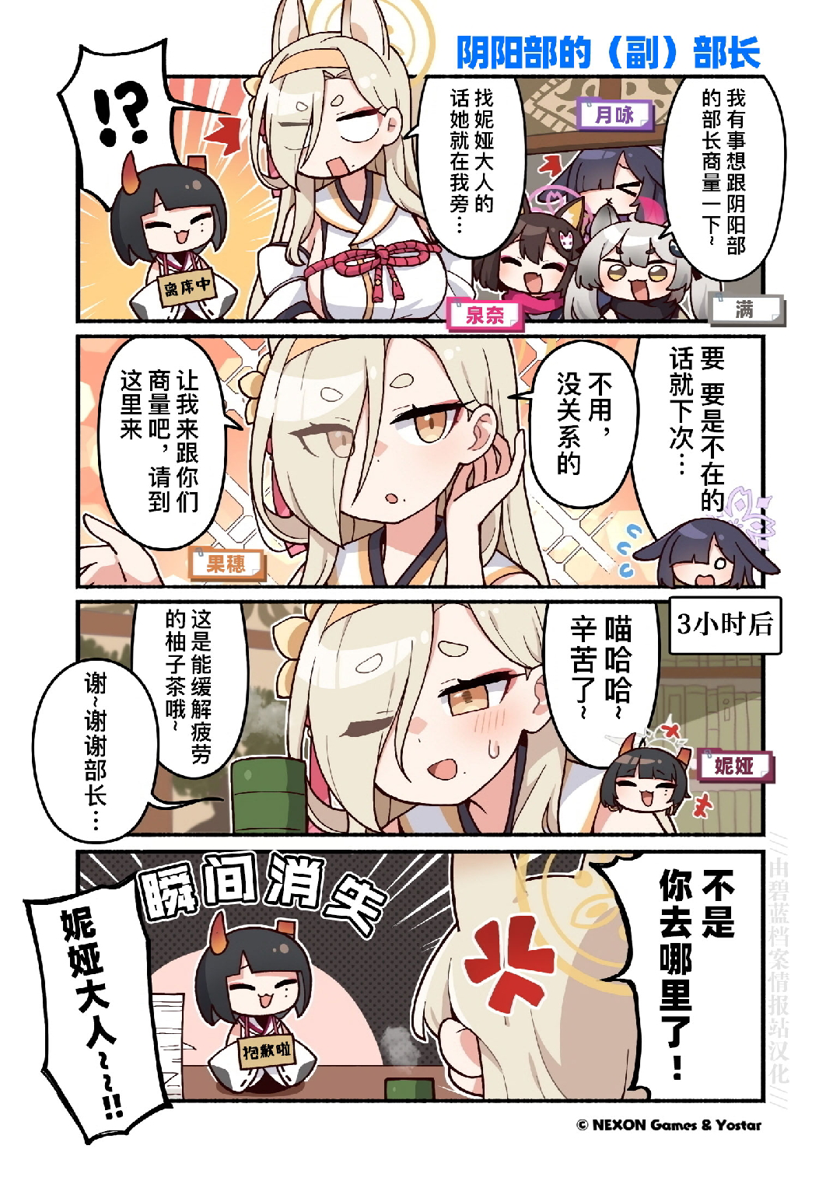 阴阳部的（副）部长
我有事想跟阴阳部
的部长商量一下~
月咏
泉奈
满
找妮娅大人的
话她就在我旁…
!?
离席中
要 要是不在的
话就下次…
不用，
没关系的
让我来跟你们
商量吧，请到
这里来
果穗
3小时后
喵哈哈~
辛苦了~
妮娅
这是能缓解疲劳
的柚子茶哦~
谢~谢谢部长…
不是
你去哪里了！
瞬间消失
抱歉啦
妮娅大人~~!!
由碧蓝档案情报站汉化
© NEXON Games & Yostar